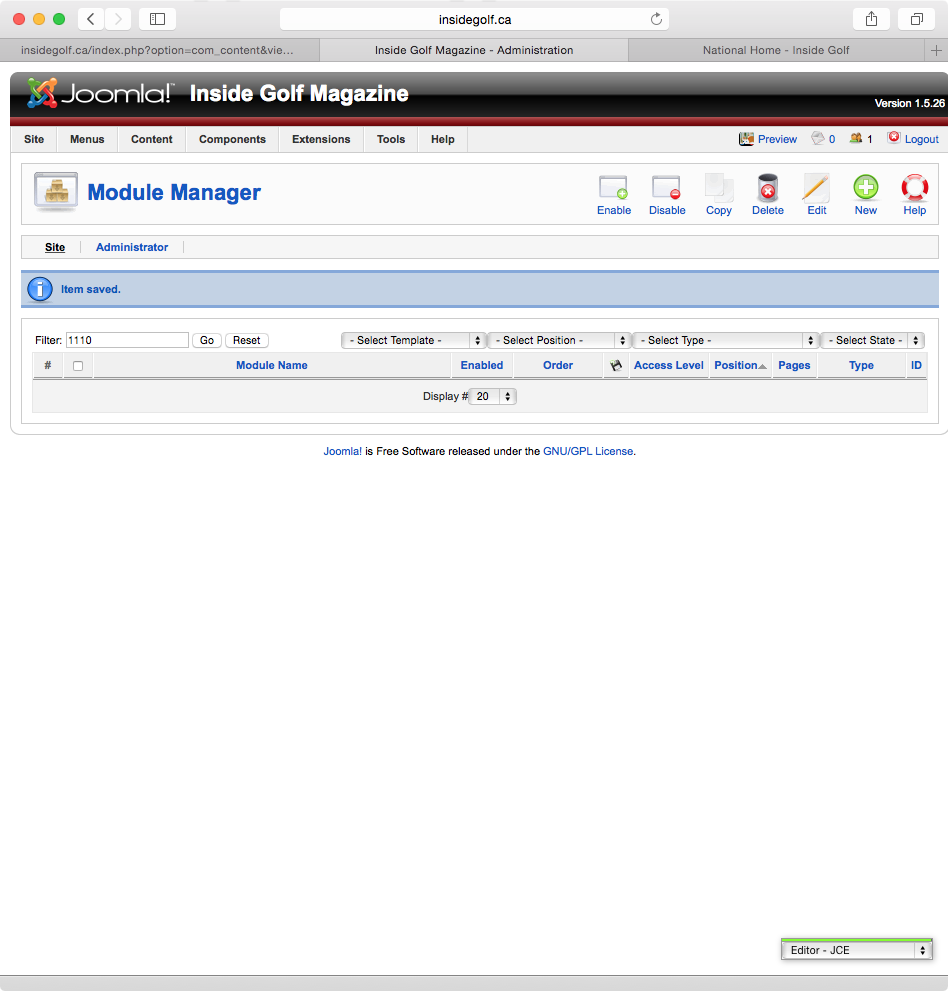 insidegolf.ca
insidegolf.ca/index.php?option=com_content&vie... Inside Golf Magazine - Administration National Home - Inside Golf
Joomla!™ Inside Golf Magazine
Version 1.5.26
Site Menus Content Components Extensions Tools Help Preview 0 1 Logout
Module Manager
Enable Disable Copy Delete Edit New Help
Site Administrator
Item saved.
Filter: 1110 Go Reset - Select Template - - Select Position - - Select Type - - Select State -
# Module Name Enabled Order Access Level Position Pages Type ID
Display # 20
Joomla! is Free Software released under the GNU/GPL License.
Editor - JCE